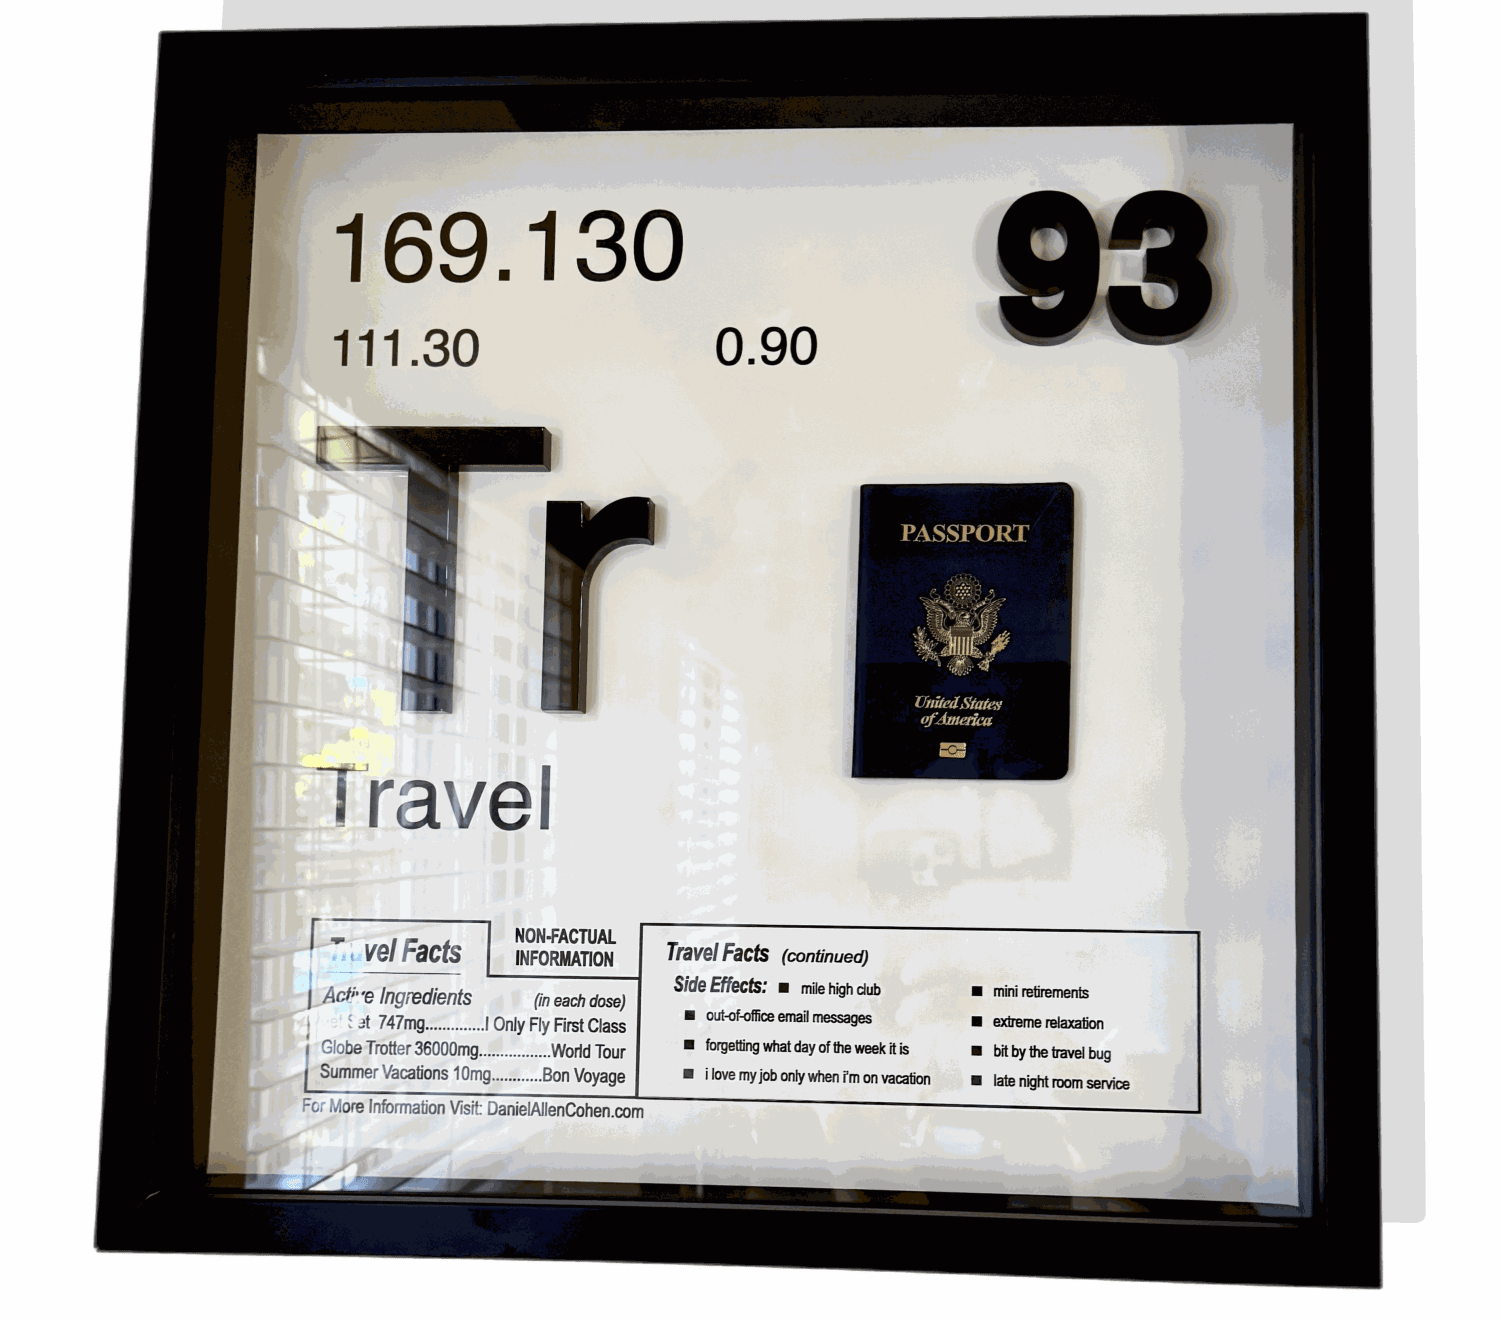 169.130
93
111.30 0.90
Tr
PASSPORT
United States
of America
Travel
Travel Facts
NON-FACTUAL
INFORMATION
Active Ingredients (in each dose)
Set 747mg..............I Only Fly First Class
Globe Trotter 36000mg.................World Tour
Summer Vacations 10mg............Bon Voyage
Travel Facts (continued)
Side Effects: ■ mile high club
■ out-of-office email messages
■ forgetting what day of the week it is
■ i love my job only when i'm on vacation
■ mini retirements
■ extreme relaxation
■ bit by the travel bug
■ late night room service
For More Information Visit: DanielAllenCohen.com